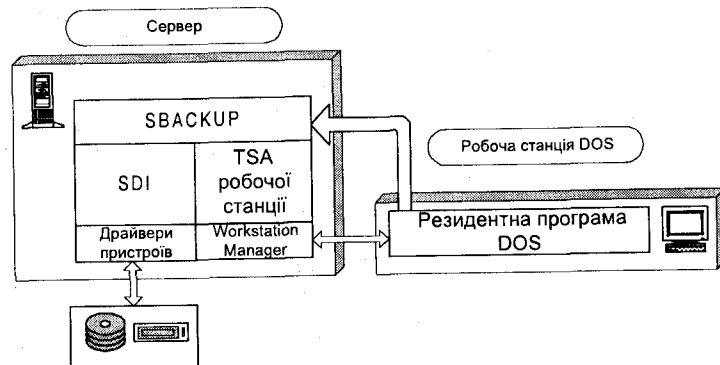 Сервер
SBACKUP
SDI
TSA
робочої
станції
Драйвери
пристроїв
Workstation
Manager
Робоча станція DOS
Резидентна програма
DOS